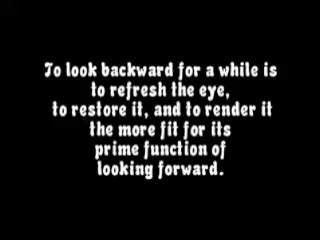 To look backward for a while is
to refresh the eye,
to restore it, and to render it
the more fit for its
prime function of
looking forward.